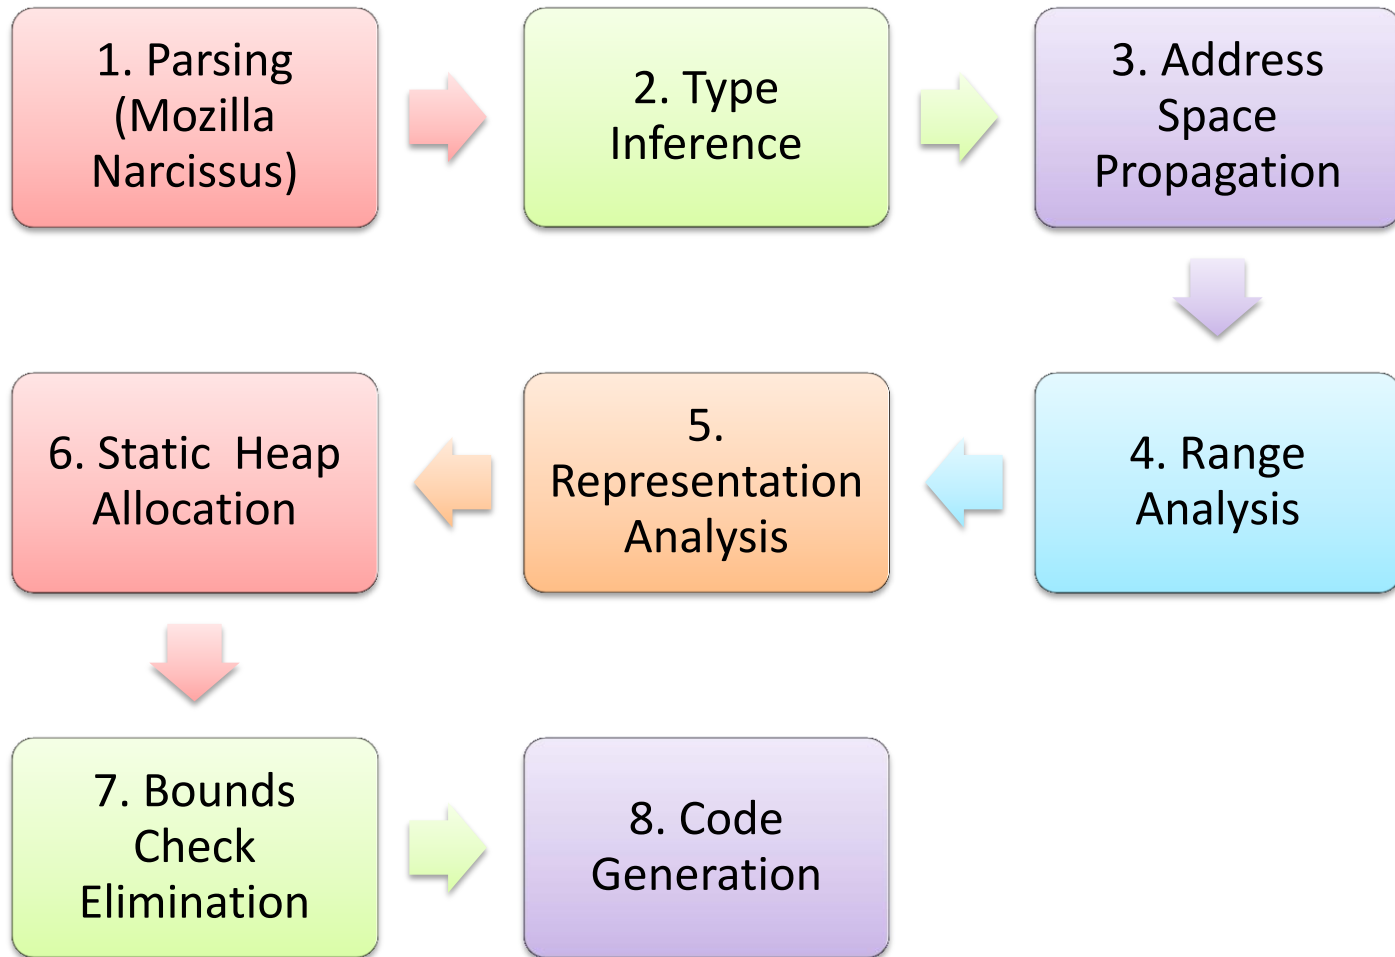 1. Parsing
(Mozilla
Narcissus)
2. Type
Inference
3. Address
Space
Propagation
4. Range
Analysis
5.
Representation
Analysis
6. Static  Heap
Allocation
7. Bounds
Check
Elimination
8. Code
Generation